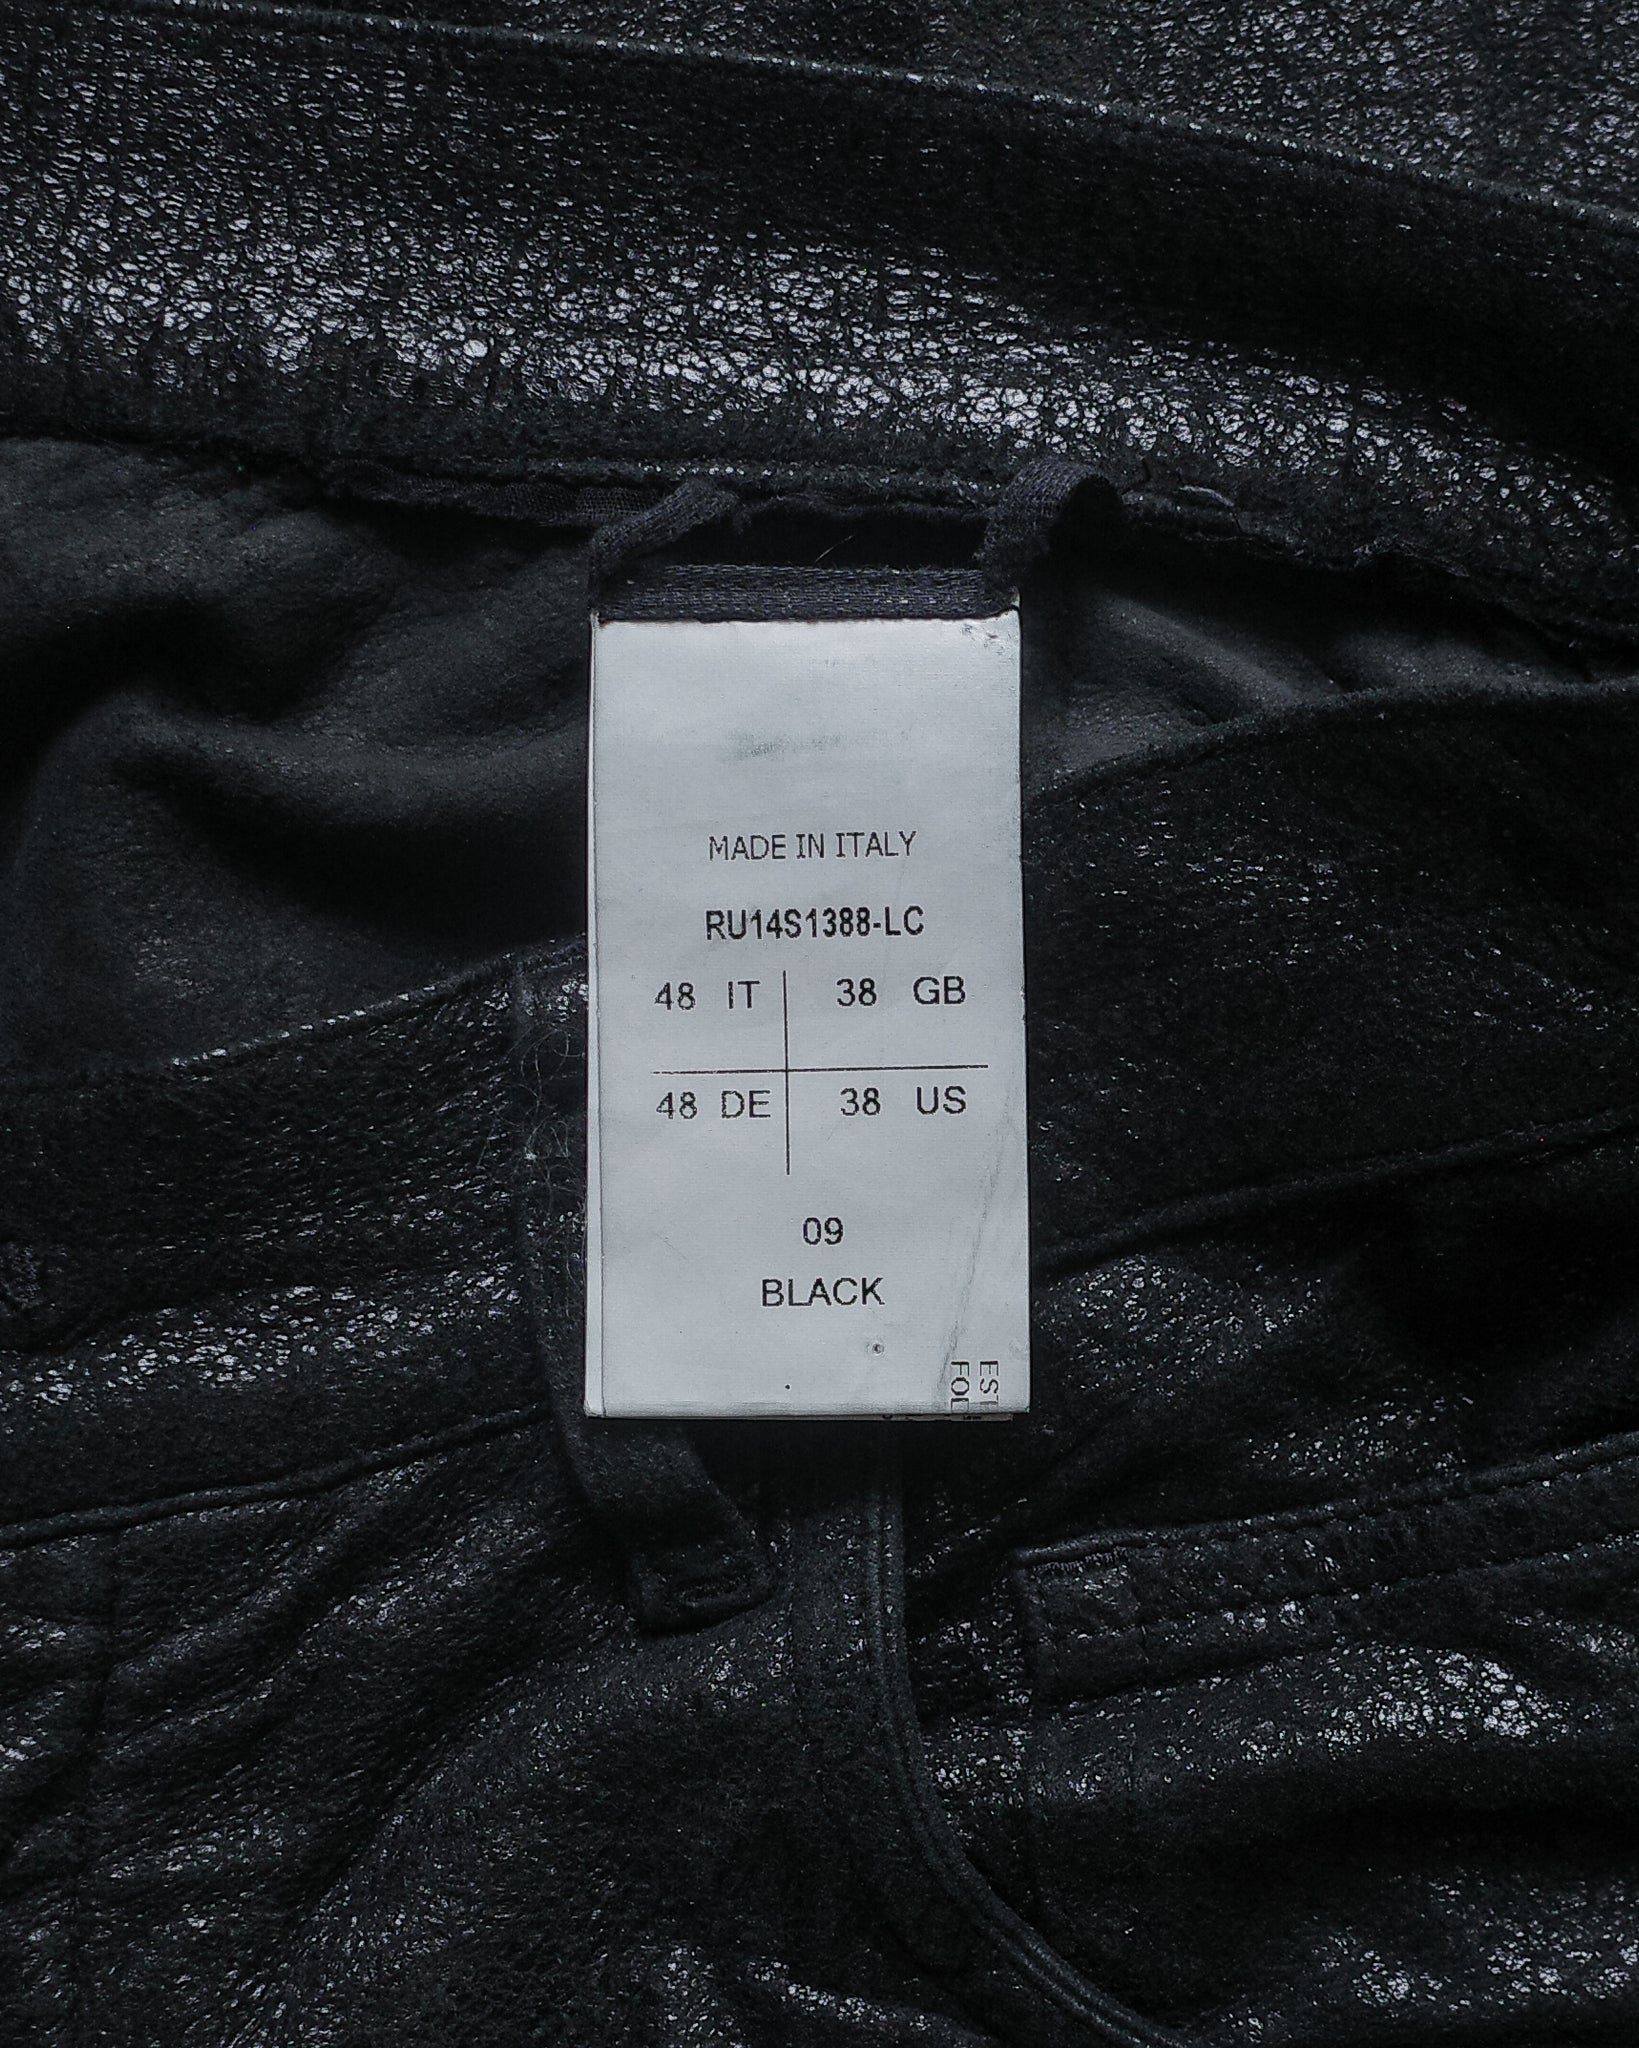 MADE IN ITALY
RU14S1388-LC
48 IT 38 GB
48 DE 38 US
09
BLACK